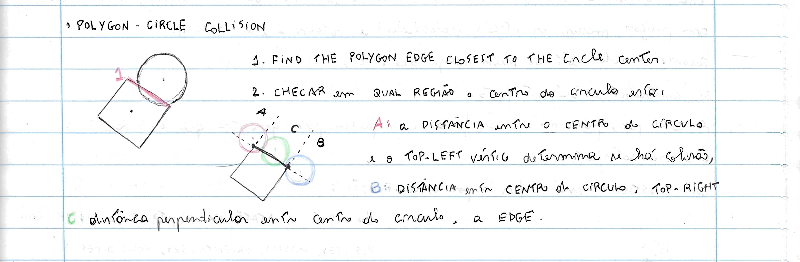 • POLYGON - CIRCLE COLLISION
1. FIND THE POLYGON EDGE CLOSEST TO THE CIRCLE CENTER.
1
2. CHECAR em QUAL REGIÃO o centro do circulo está:
A
C
B
A: a DISTÂNCIA entre o CENTRO do CÍRCULO
e o TOP-LEFT vértice determina se há colisão,
B: DISTÂNCIA entre CENTRO do CÍRCULO, TOP-RIGHT
C: distância perpendicular entre centro do circulo, a EDGE.